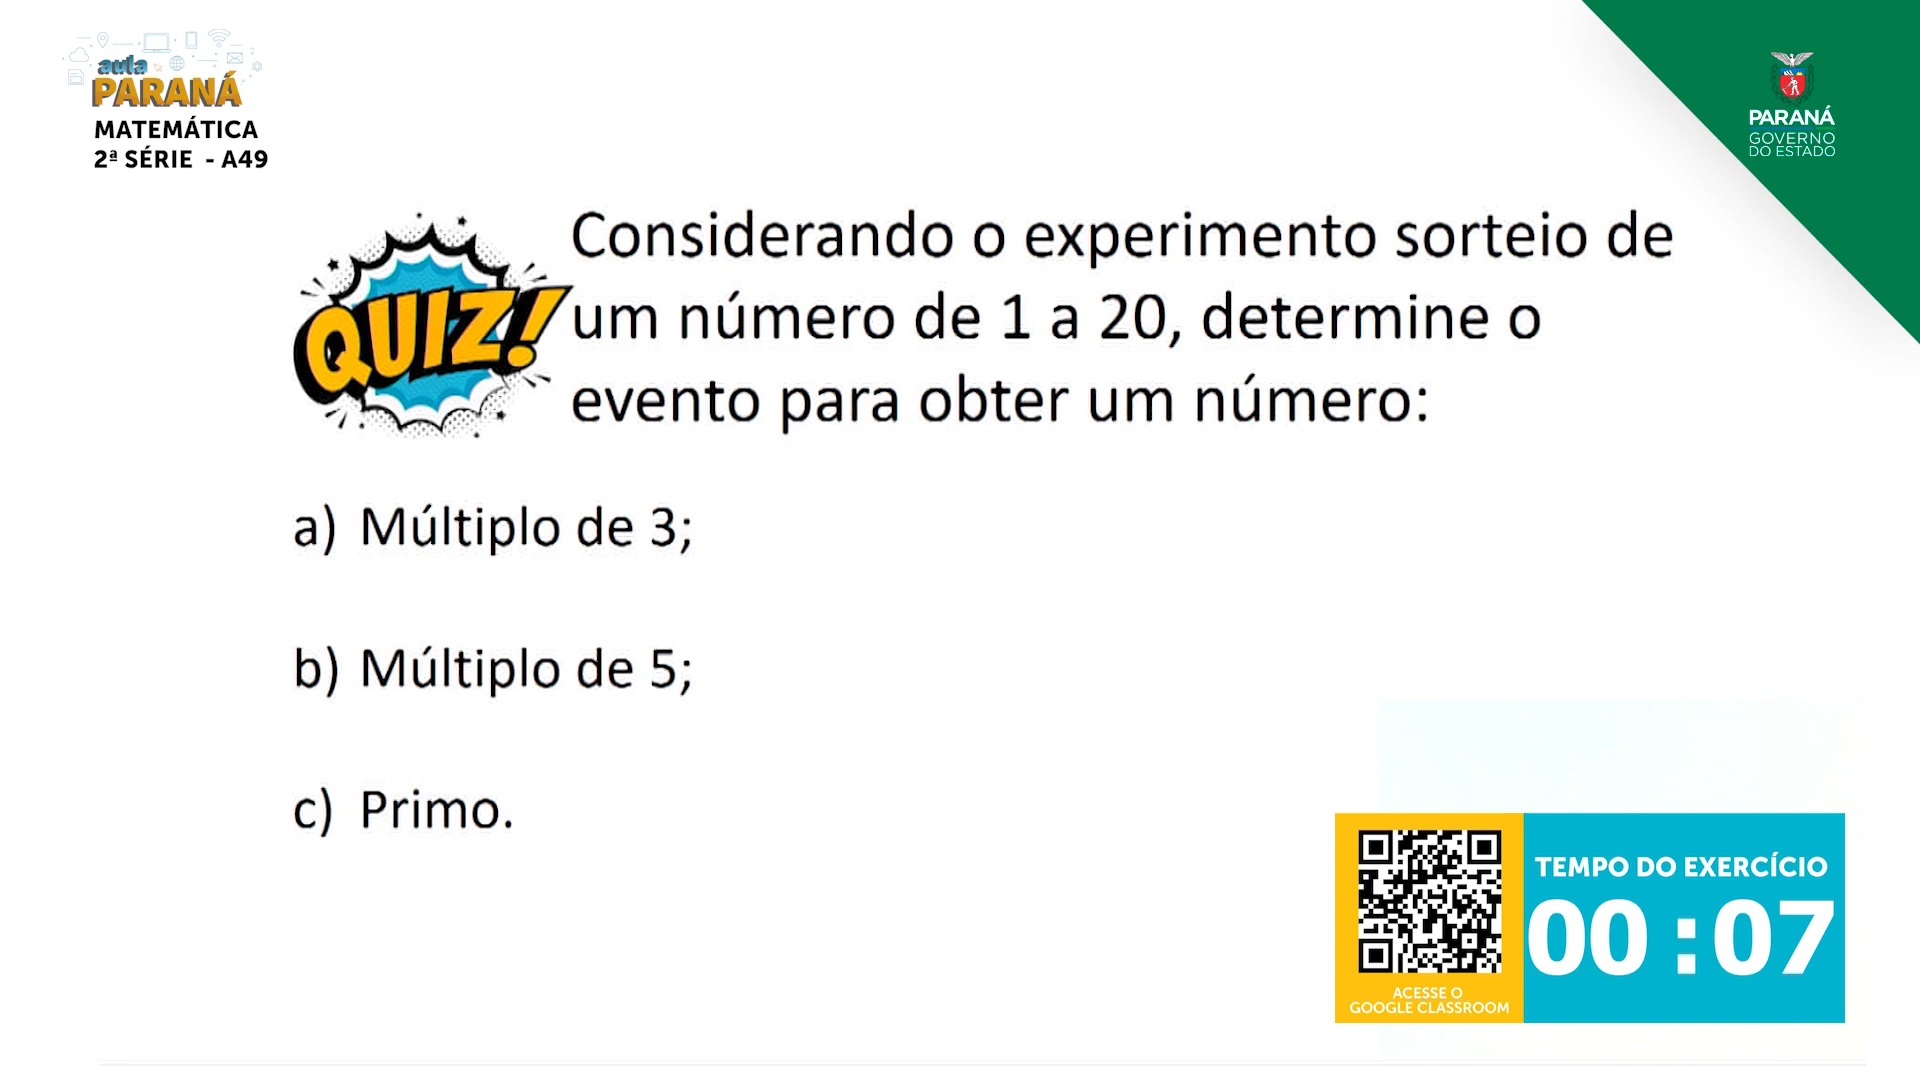 aula
PARANÁ
MATEMÁTICA
2ª SÉRIE - A49
PARANÁ
GOVERNO
DO ESTADO
QUIZ!
Considerando o experimento sorteio de
um número de 1 a 20, determine o
evento para obter um número:
a) Múltiplo de 3;
b) Múltiplo de 5;
c) Primo.
ACESSE O
GOOGLE CLASSROOM
TEMPO DO EXERCÍCIO
00 : 07